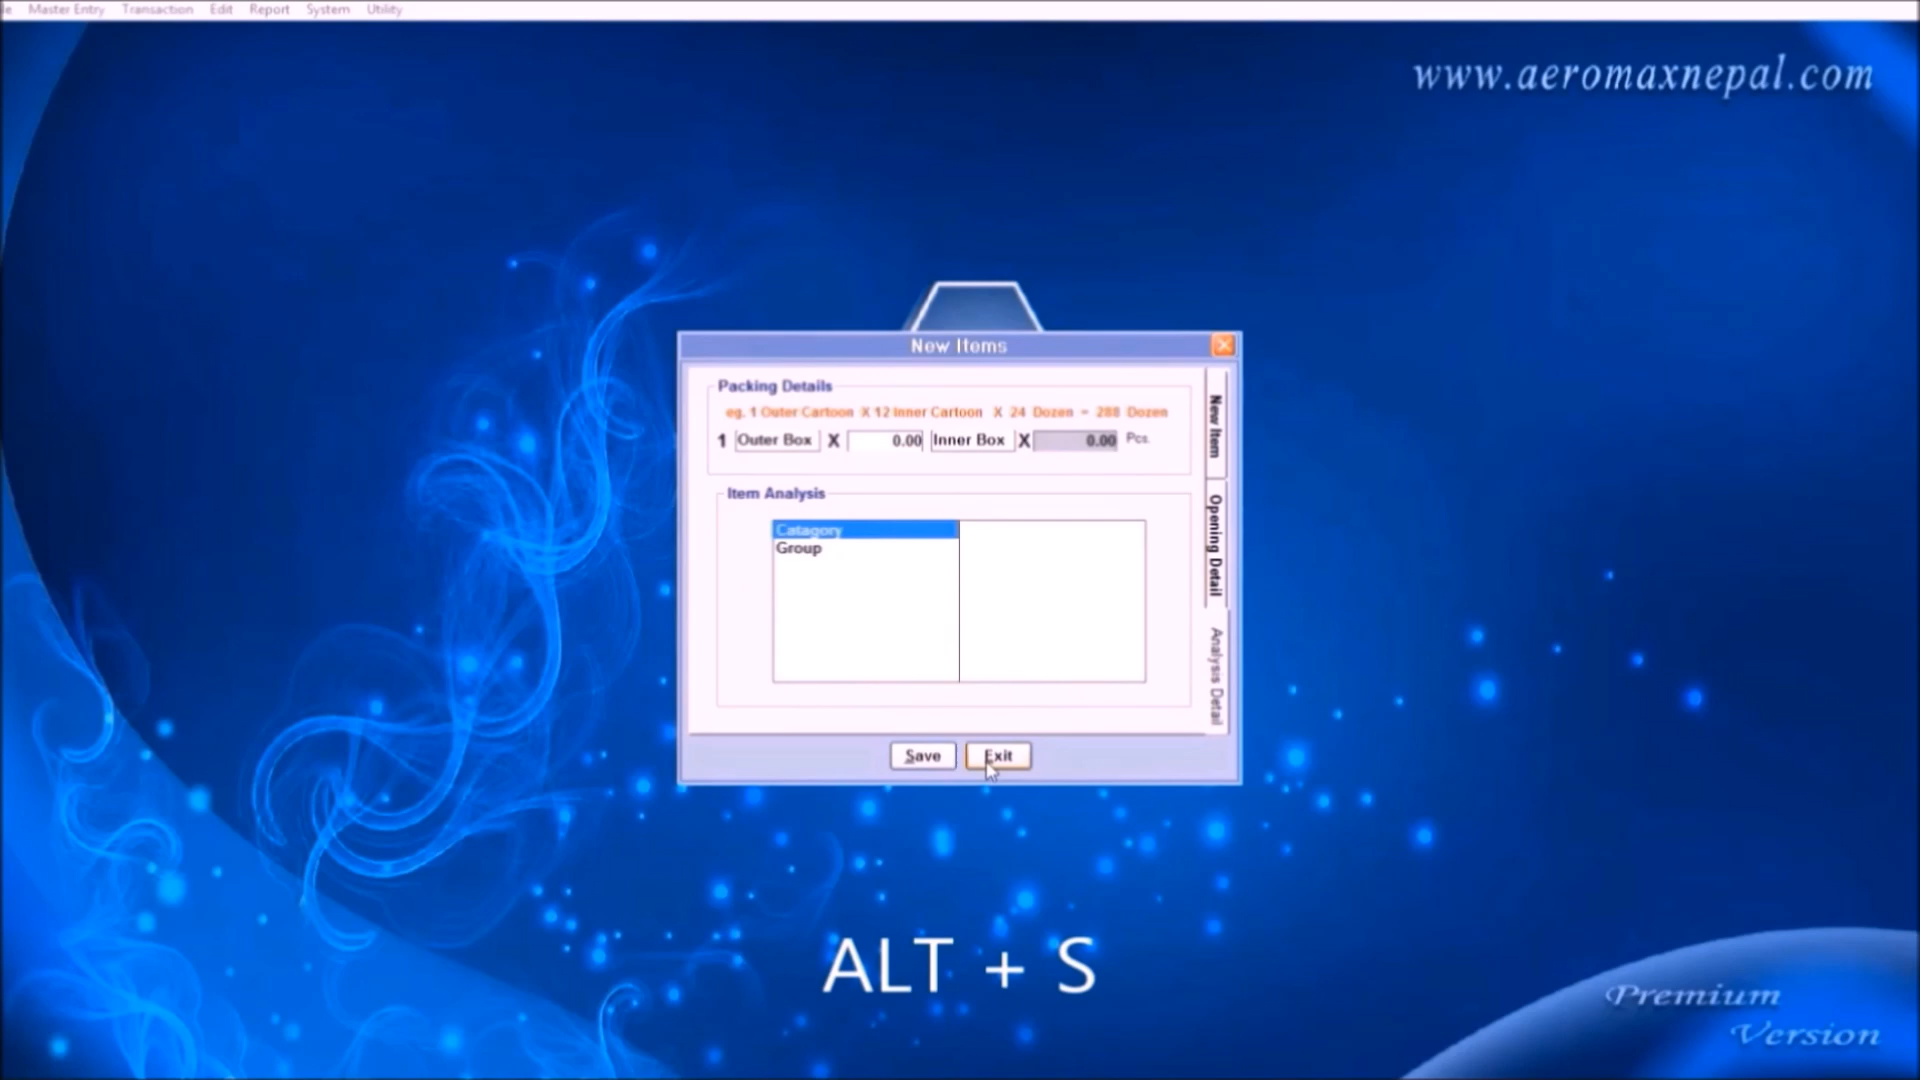 e Master Entry Transaction Edit Report System Utility
www.aeromaxnepal.com
New Items
Packing Details
eg. 1 Outer Cartoon X 12 Inner Cartoon X 24 Dozen = 288 Dozen
1 Outer Box X 0.00 Inner Box X 0.00 Pcs.
Item Analysis
Catagory
Group
New Item
Opening Detail
Analysis Detail
Save Exit
ALT + S
Premium
Version